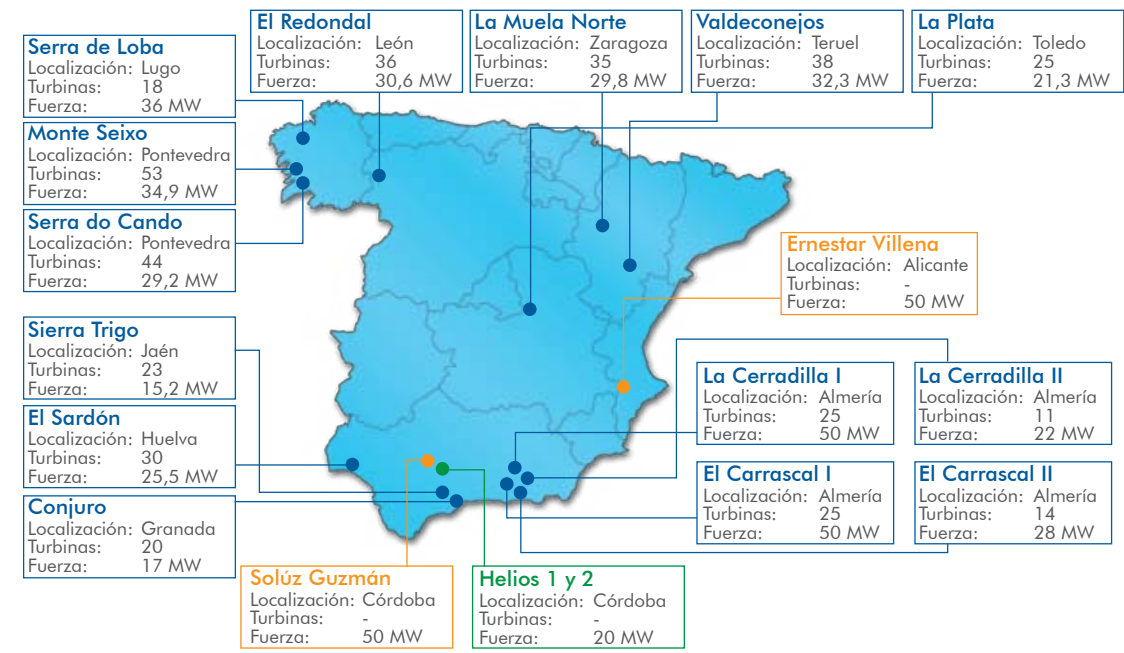 El Redondal
Localización: León
Turbinas: 36
Fuerza: 30,6 MW
La Muela Norte
Localización: Zaragoza
Turbinas: 35
Fuerza: 29,8 MW
Valdeconejos
Localización: Teruel
Turbinas: 38
Fuerza: 32,3 MW
La Plata
Localización: Toledo
Turbinas: 25
Fuerza: 21,3 MW
Serra de Loba
Localización: Lugo
Turbinas: 18
Fuerza: 36 MW
Monte Seixo
Localización: Pontevedra
Turbinas: 53
Fuerza: 34,9 MW
Serra do Cando
Localización: Pontevedra
Turbinas: 44
Fuerza: 29,2 MW
Ernestar Villena
Localización: Alicante
Turbinas: -
Fuerza: 50 MW
Sierra Trigo
Localización: Jaén
Turbinas: 23
Fuerza: 15,2 MW
La Cerradilla I
Localización: Almería
Turbinas: 25
Fuerza: 50 MW
La Cerradilla II
Localización: Almería
Turbinas: 11
Fuerza: 22 MW
El Sardón
Localización: Huelva
Turbinas: 30
Fuerza: 25,5 MW
El Carrascal I
Localización: Almería
Turbinas: 25
Fuerza: 50 MW
El Carrascal II
Localización: Almería
Turbinas: 14
Fuerza: 28 MW
Conjuro
Localización: Granada
Turbinas: 20
Fuerza: 17 MW
Solúz Guzmán
Localización: Córdoba
Turbinas: -
Fuerza: 50 MW
Helios 1 y 2
Localización: Córdoba
Turbinas: -
Fuerza: 20 MW